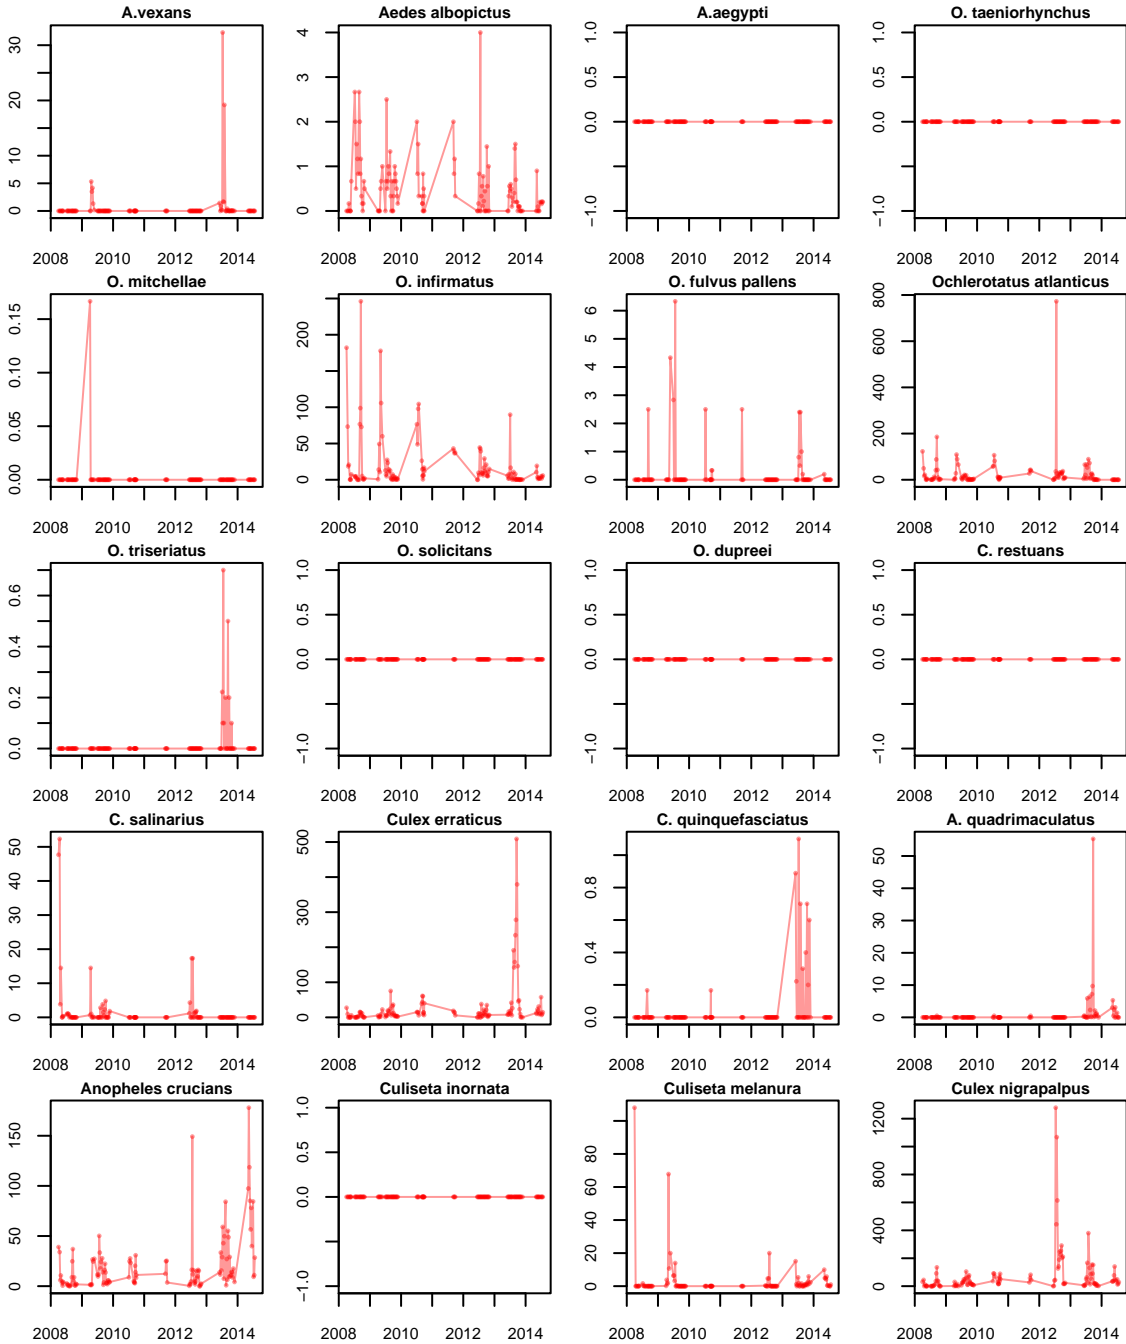 A.vexans
Aedes albopictus
A.aegypti
O. taeniorhynchus
0 5 15 20 30
0 1 2 3 4
−1.0 0.0 0.5 1.0
−1.0 0.0 0.5 1.0
2008 2010 2012 2014
2008 2010 2012 2014
2008 2010 2012 2014
2008 2010 2012 2014
O. mitchellae
O. infirmatus
O. fulvus pallens
Ochlerotatus atlanticus
0.00 0.05 0.10 0.15
0 50 100 200
0 1 2 3 4 5 6
0 200 400 600 800
2008 2010 2012 2014
2008 2010 2012 2014
2008 2010 2012 2014
2008 2010 2012 2014
O. triseriatus
O. solicitans
O. dupreei
C. restuans
0.0 0.2 0.4 0.6
−1.0 0.0 0.5 1.0
−1.0 0.0 0.5 1.0
−1.0 0.0 0.5 1.0
2008 2010 2012 2014
2008 2010 2012 2014
2008 2010 2012 2014
2008 2010 2012 2014
C. salinarius
Culex erraticus
C. quinquefasciatus
A. quadrimaculatus
0 10 20 30 40 50
0 100 300 500
0.0 0.4 0.8
0 10 20 30 40 50
2008 2010 2012 2014
2008 2010 2012 2014
2008 2010 2012 2014
2008 2010 2012 2014
Anopheles crucians
Culiseta inornata
Culiseta melanura
Culex nigrapalpus
0 50 100 150
−1.0 0.0 0.5 1.0
0 20 40 60 80
0 400 800 1200
2008 2010 2012 2014
2008 2010 2012 2014
2008 2010 2012 2014
2008 2010 2012 2014